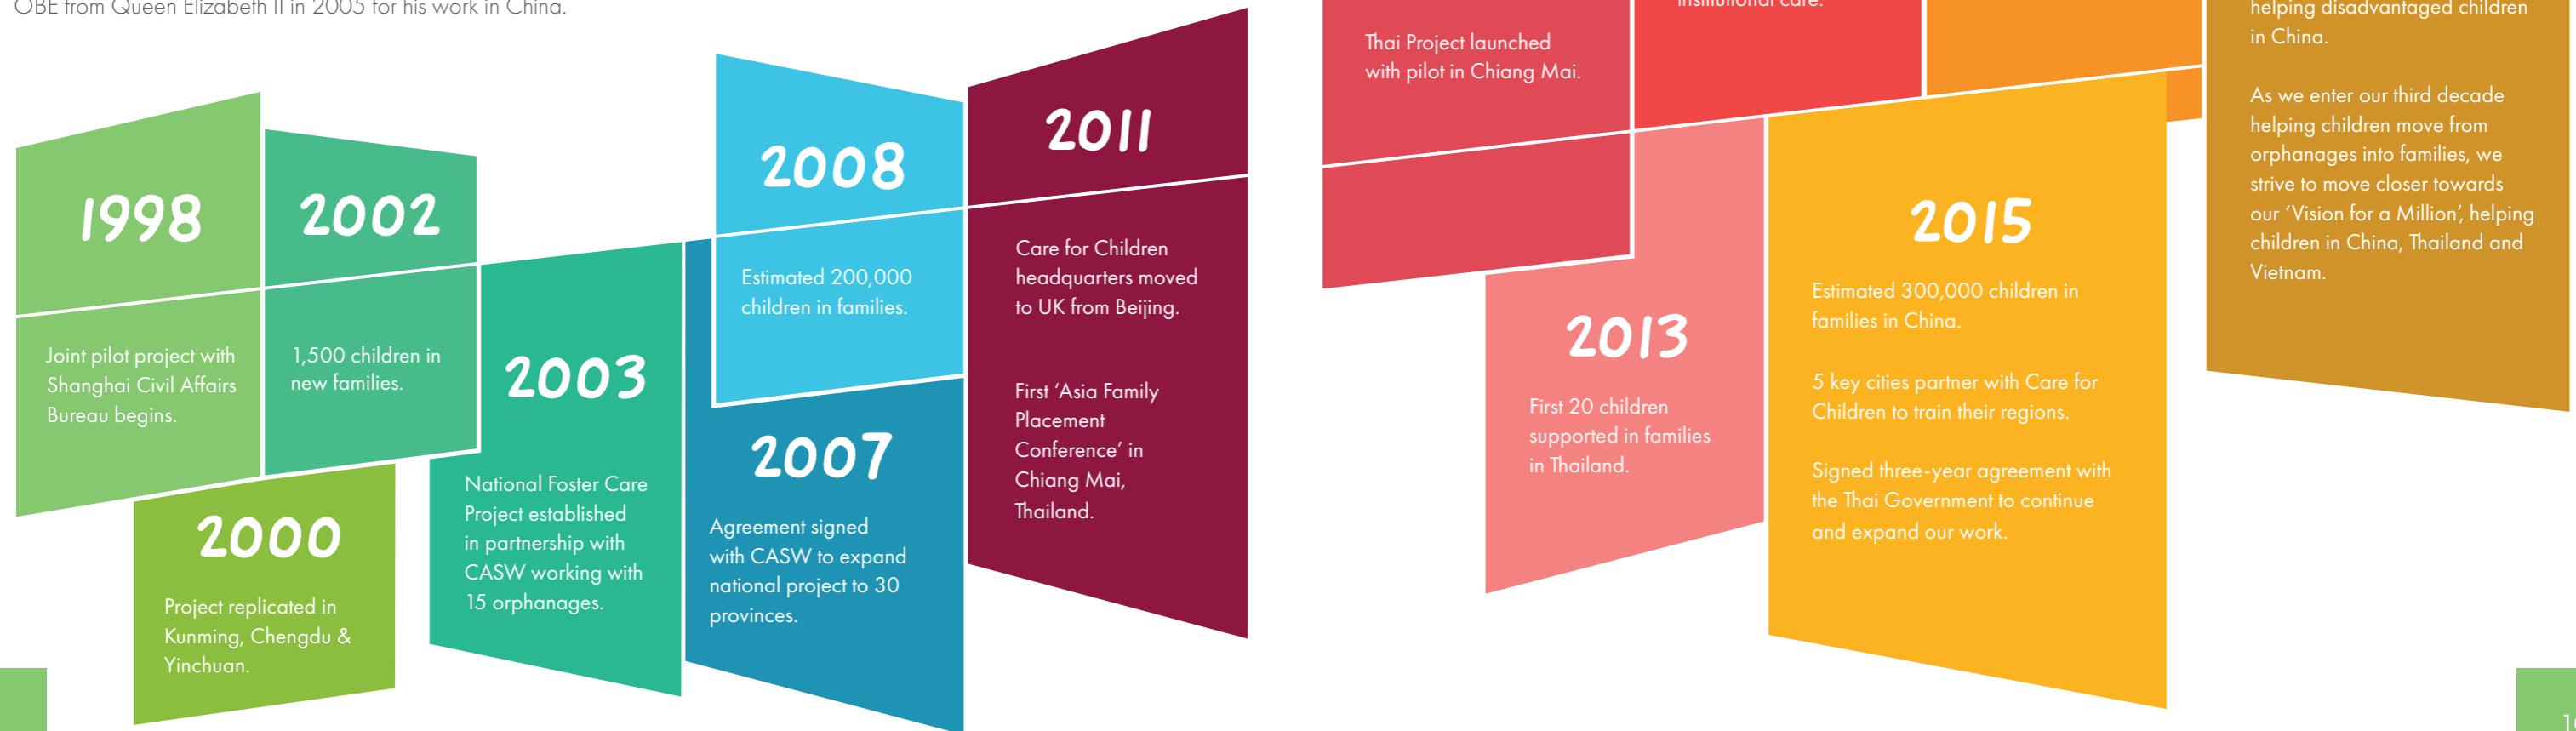 OBE from Queen Elizabeth II in 2005 for his work in China.
1998
Joint pilot project with
Shanghai Civil Affairs
Bureau begins.
2000
Project replicated in
Kunming, Chengdu &
Yinchuan.
2002
1,500 children in
new families.
2003
National Foster Care
Project established
in partnership with
CASW working with
15 orphanages.
2007
Agreement signed
with CASW to expand
national project to 30
provinces.
2008
Estimated 200,000
children in families.
2011
Care for Children
headquarters moved
to UK from Beijing.
First ‘Asia Family
Placement
Conference’ in
Chiang Mai,
Thailand.
Thai Project launched
with pilot in Chiang Mai.
institutional care.
2013
First 20 children
supported in families
in Thailand.
2015
Estimated 300,000 children in
families in China.
5 key cities partner with Care for
Children to train their regions.
Signed three-year agreement with
the Thai Government to continue
and expand our work.
helping disadvantaged children
in China.
As we enter our third decade
helping children move from
orphanages into families, we
strive to move closer towards
our ‘Vision for a Million’, helping
children in China, Thailand and
Vietnam.